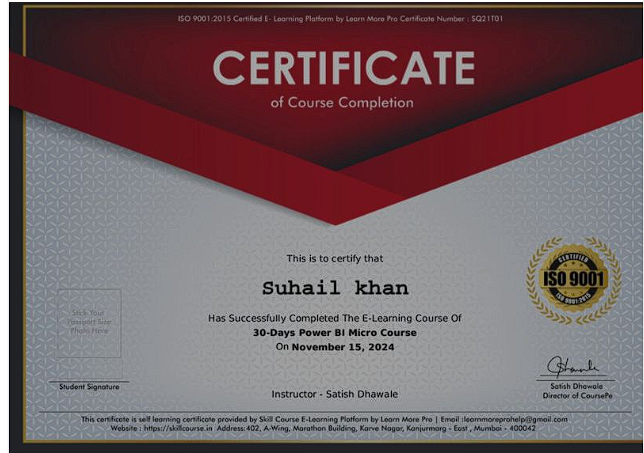 ISO 9001:2015 Certified E- Learning Platform by Learn More Pro Certificate Number : SQ21T01
CERTIFICATE
of Course Completion
This is to certify that
Suhail khan
Has Successfully Completed The E-Learning Course Of
30-Days Power BI Micro Course
On November 15, 2024
Stick Your
Passport Size
Photo Here
CERTIFIED
ISO 9001
ISO 9001:2015
Student Signature
Instructor - Satish Dhawale
Satish Dhawale
Director of CoursePe
This certificate is self learning certificate provided by Skill Course E-Learning Platform by Learn More Pro | Email :learnmoreprohelp@gmail.com
Website : https://skillcourse.in Address: 402, A-Wing, Marathon Building, Karve Nagar, Kanjurmarg - East , Mumbai - 400042